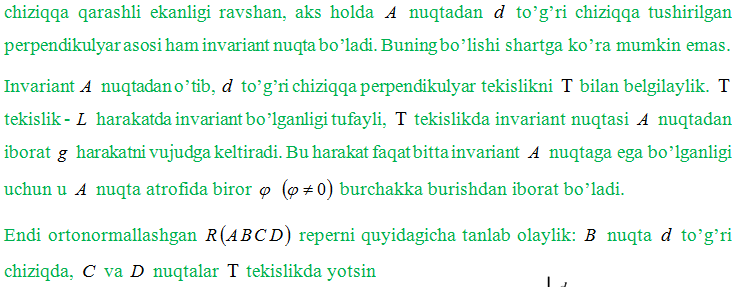 chiziqqa qarashli ekanligi ravshan, aks holda A nuqtadan d to’g’ri chiziqqa tushirilgan
perpendikulyar asosi ham invariant nuqta bo’ladi. Buning bo’lishi shartga ko’ra mumkin emas.
Invariant A nuqtadan o’tib, d to’g’ri chiziqqa perpendikulyar tekislikni T bilan belgilaylik. T
tekislik - L harakatda invariant bo’lganligi tufayli, T tekislikda invariant nuqtasi A nuqtadan
iborat g harakatni vujudga keltiradi. Bu harakat faqat bitta invariant A nuqtaga ega bo’lganligi
uchun u A nuqta atrofida biror φ (φ ≠ 0) burchakka burishdan iborat bo’ladi.
Endi ortonormallashgan R(ABCD) reperni quyidagicha tanlab olaylik: B nuqta d to’g’ri
chiziqda, C va D nuqtalar T tekislikda yotsin